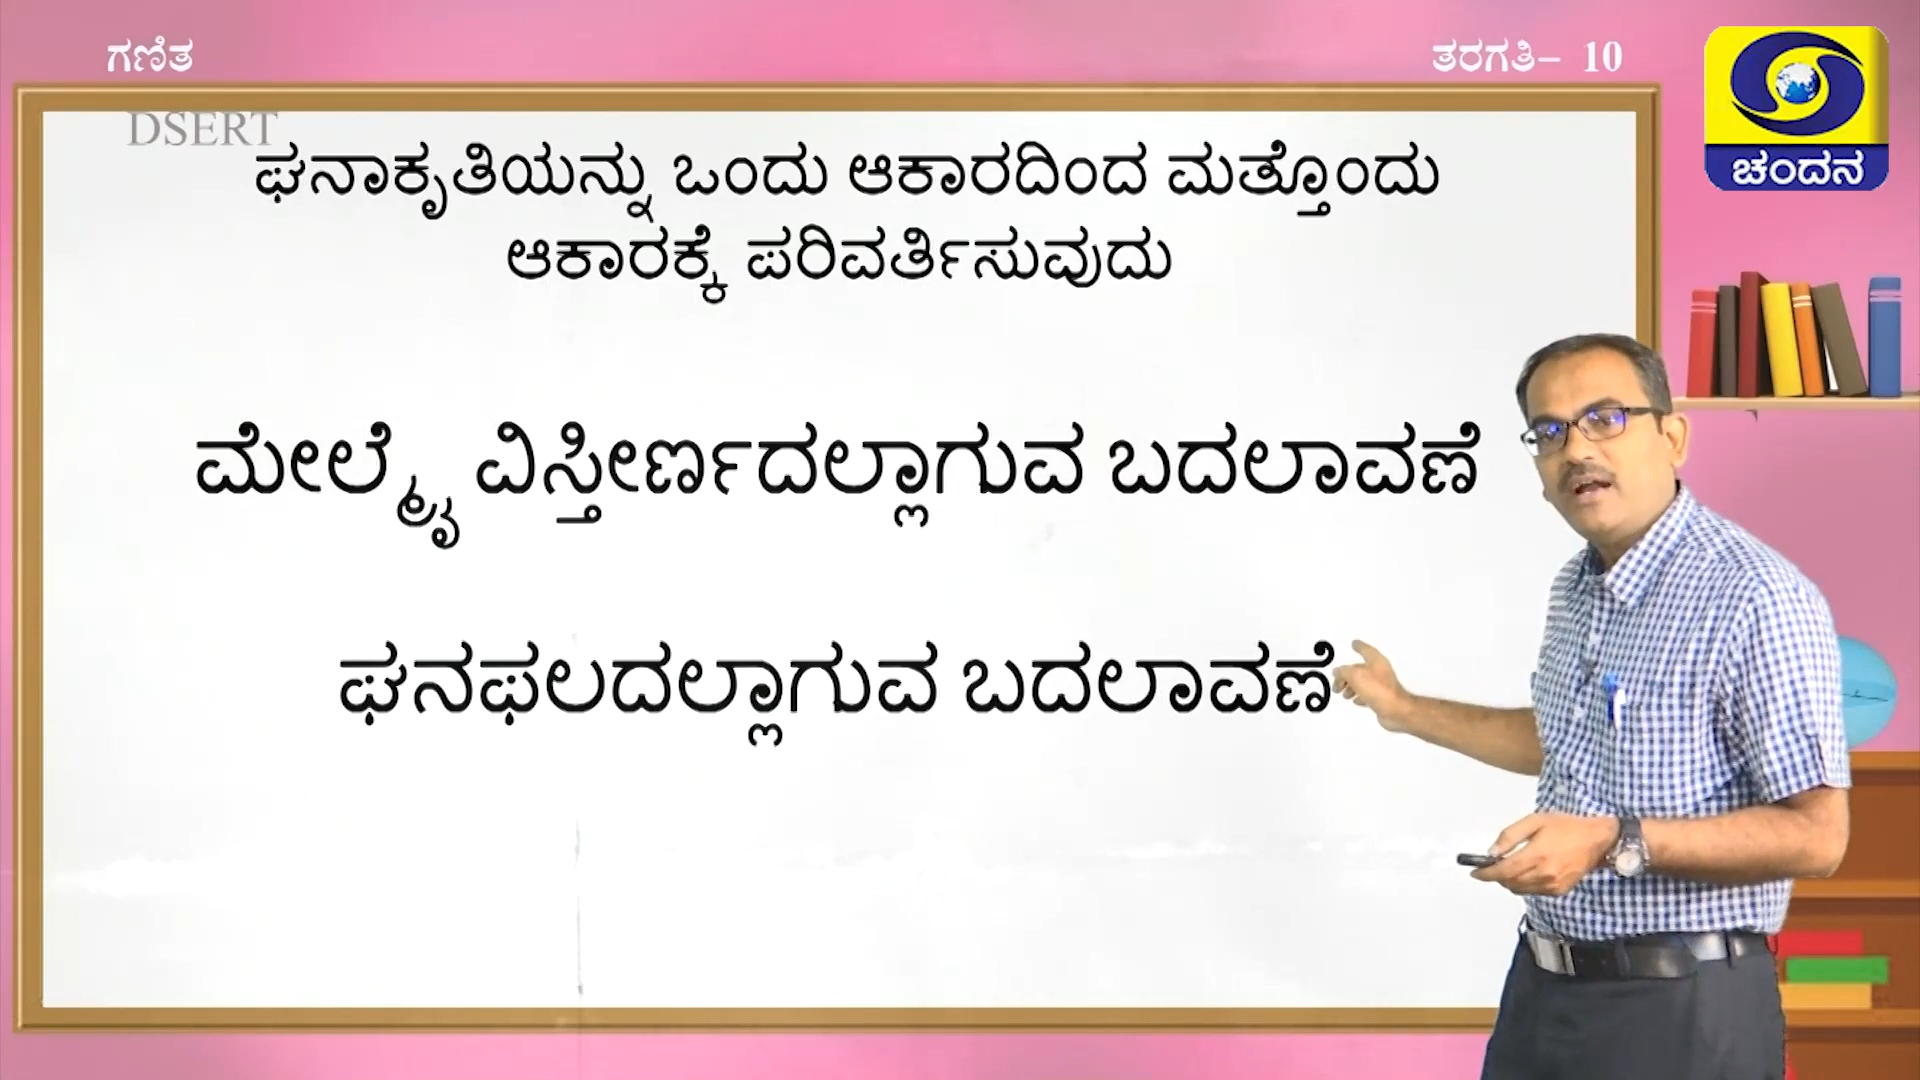 ಗಣಿತ
ತರಗತಿ– 10
ಚಂದನ
DSERT
ಘನಾಕೃತಿಯನ್ನು ಒಂದು ಆಕಾರದಿಂದ ಮತ್ತೊಂದು
ಆಕಾರಕ್ಕೆ ಪರಿವರ್ತಿಸುವುದು
ಮೇಲ್ಮೈ ವಿಸ್ತೀರ್ಣದಲ್ಲಾಗುವ ಬದಲಾವಣೆ
ಘನಫಲದಲ್ಲಾಗುವ ಬದಲಾವಣೆ